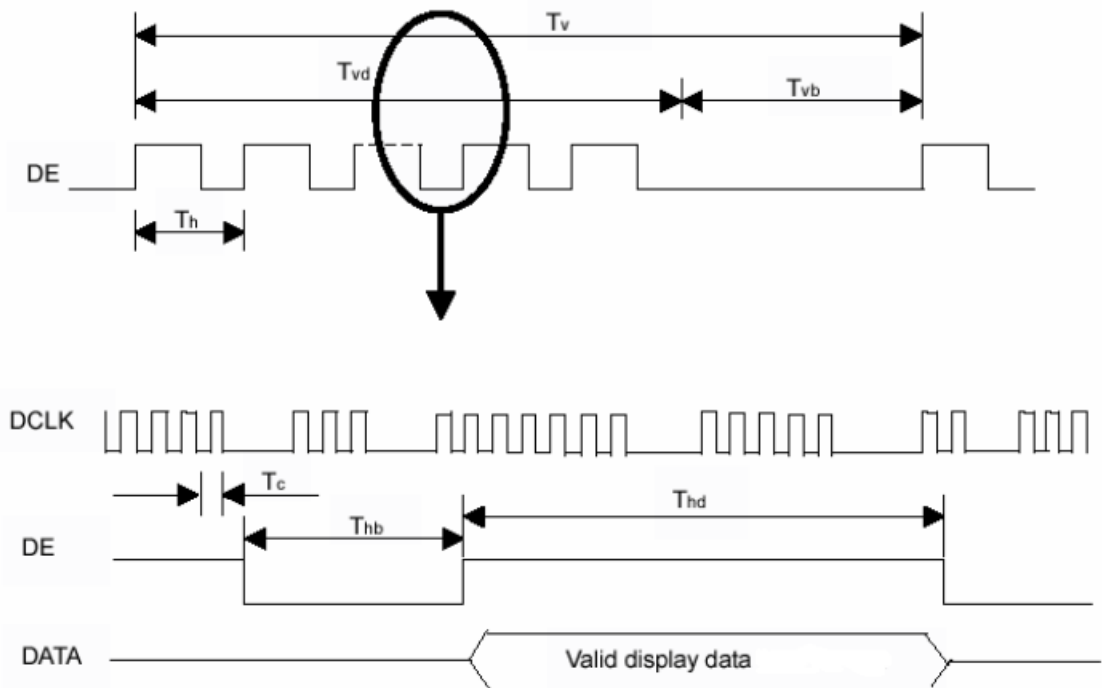 Tv
Tvd
Tvb
DE
Th
DCLK
Tc
Thd
Thb
DE
DATA
Valid display data